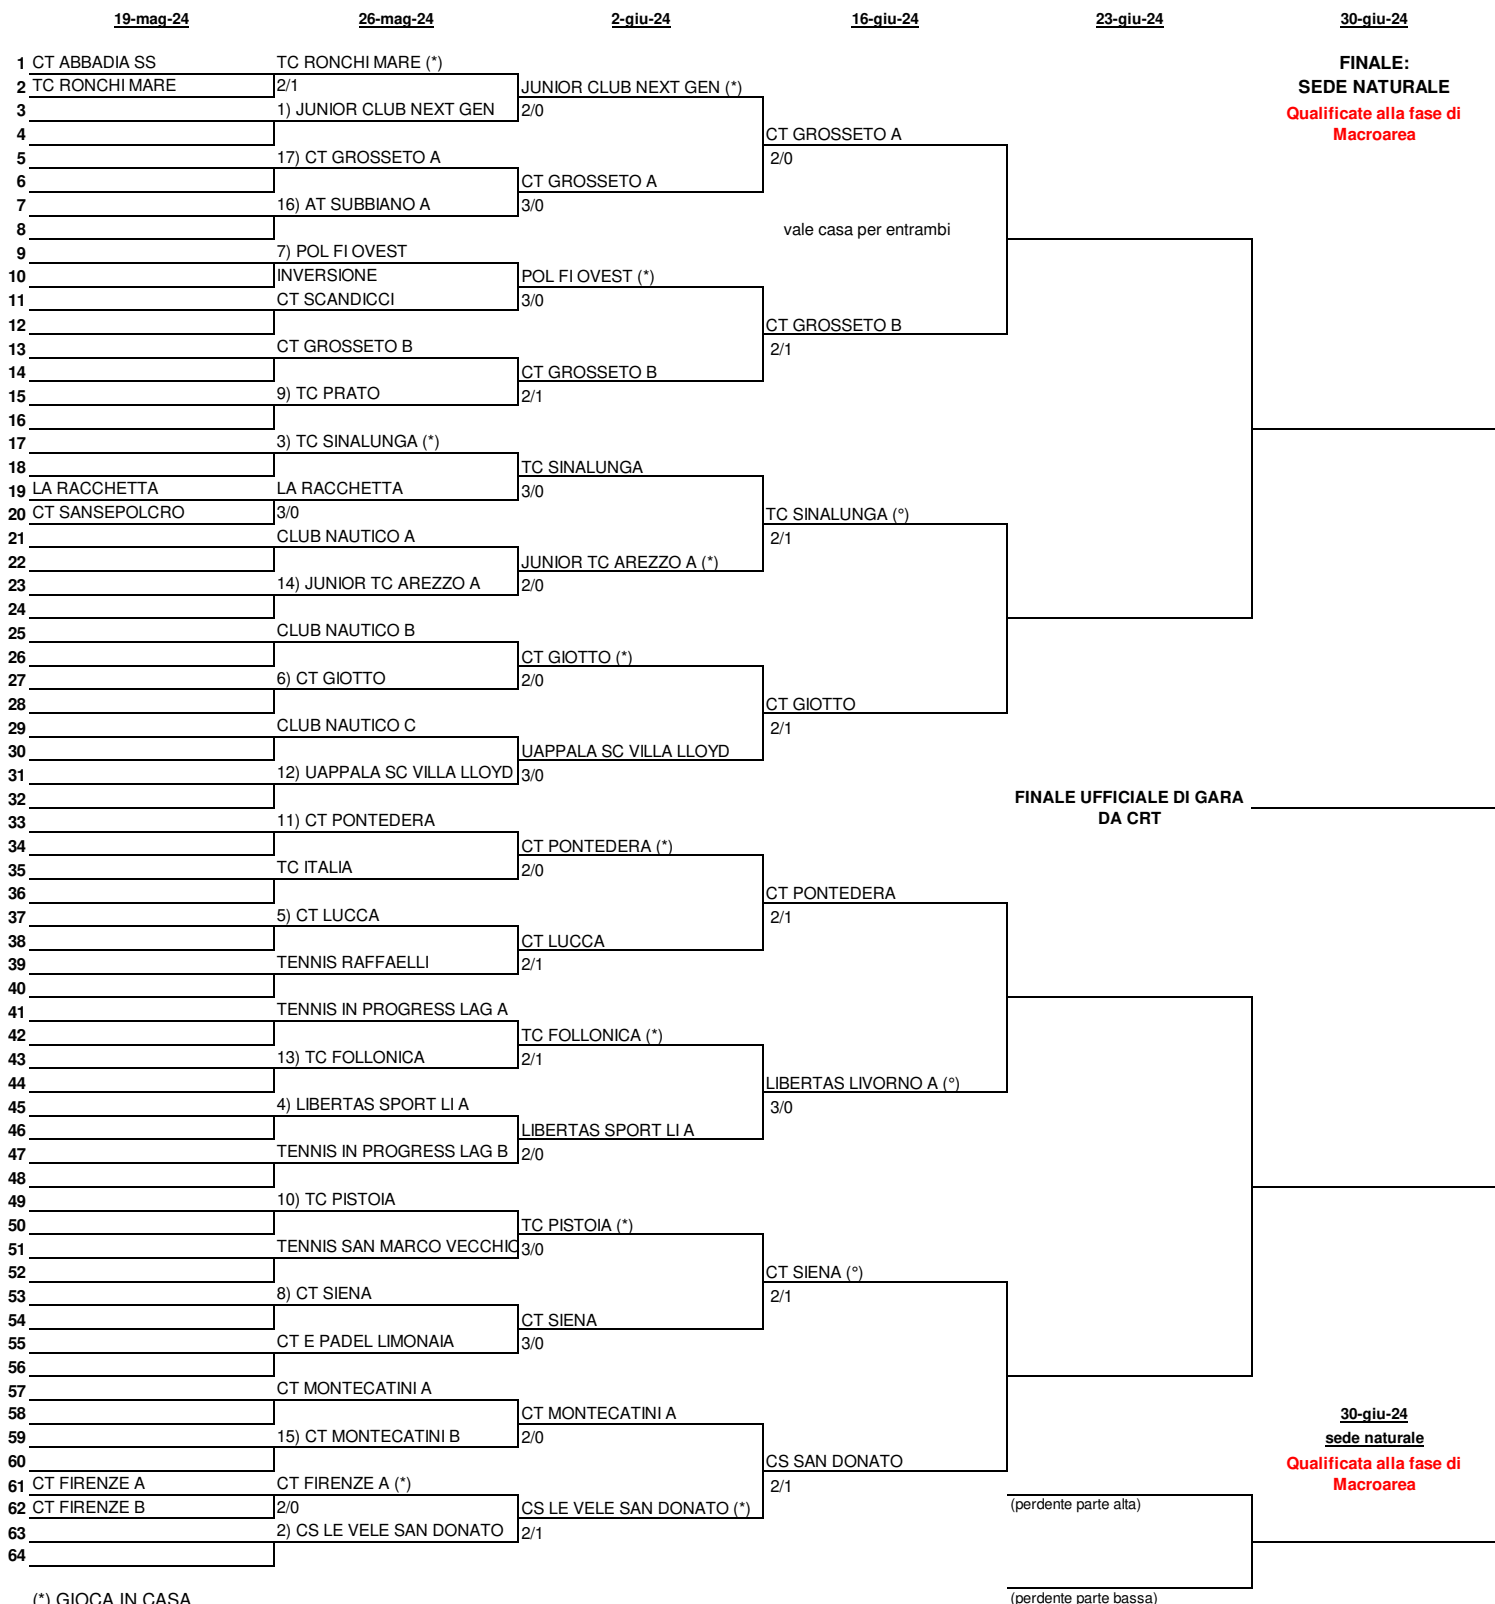 19-mag-24 26-mag-24 2-giu-24 16-giu-24 23-giu-24 30-giu-24
1 CT ABBADIA SS TC RONCHI MARE (*) FINALE:
2 TC RONCHI MARE 2/1 JUNIOR CLUB NEXT GEN (*) SEDE NATURALE
3 1) JUNIOR CLUB NEXT GEN 2/0 Qualificate alla fase di
4 CT GROSSETO A Macroarea
5 17) CT GROSSETO A 2/0
6 CT GROSSETO A
7 16) AT SUBBIANO A 3/0
8 vale casa per entrambi
9 7) POL FI OVEST
10 INVERSIONE POL FI OVEST (*)
11 CT SCANDICCI 3/0
12 CT GROSSETO B
13 CT GROSSETO B 2/1
14 CT GROSSETO B
15 9) TC PRATO 2/1
16
17 3) TC SINALUNGA (*)
18 TC SINALUNGA
19 LA RACCHETTA LA RACCHETTA 3/0
20 CT SANSEPOLCRO 3/0 TC SINALUNGA (°)
21 CLUB NAUTICO A 2/1
22 JUNIOR TC AREZZO A (*)
23 14) JUNIOR TC AREZZO A 2/0
24
25 CLUB NAUTICO B
26 CT GIOTTO (*)
27 6) CT GIOTTO 2/0
28 CT GIOTTO
29 CLUB NAUTICO C 2/1
30 UAPPALA SC VILLA LLOYD
31 12) UAPPALA SC VILLA LLOYD 3/0
32 FINALE UFFICIALE DI GARA
33 11) CT PONTEDERA DA CRT
34 CT PONTEDERA (*)
35 TC ITALIA 2/0
36 CT PONTEDERA
37 5) CT LUCCA 2/1
38 CT LUCCA
39 TENNIS RAFFAELLI 2/1
40
41 TENNIS IN PROGRESS LAG A
42 TC FOLLONICA (*)
43 13) TC FOLLONICA 2/1
44 LIBERTAS LIVORNO A (°)
45 4) LIBERTAS SPORT LI A 3/0
46 LIBERTAS SPORT LI A
47 TENNIS IN PROGRESS LAG B 2/0
48
49 10) TC PISTOIA
50 TC PISTOIA (*)
51 TENNIS SAN MARCO VECCHIO 3/0
52 CT SIENA (°)
53 8) CT SIENA 2/1
54 CT SIENA
55 CT E PADEL LIMONAIA 3/0
56
57 CT MONTECATINI A
58 CT MONTECATINI A 30-giu-24
59 15) CT MONTECATINI B 2/0 sede naturale
60 CS SAN DONATO Qualificata alla fase di
61 CT FIRENZE A CT FIRENZE A (*) 2/1 Macroarea
62 CT FIRENZE B 2/0 CS LE VELE SAN DONATO (*) (perdente parte alta)
63 2) CS LE VELE SAN DONATO 2/1
64
(*) GIOCA IN CASA (perdente parte bassa)